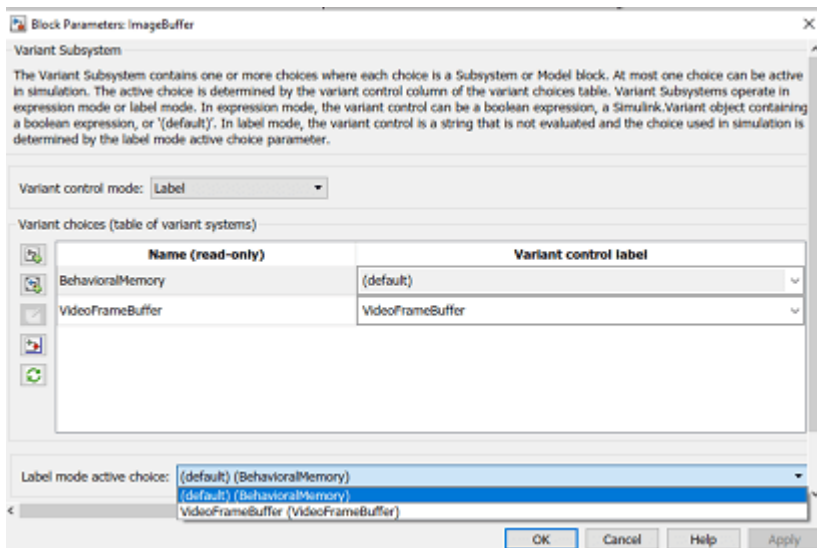 Block Parameters: ImageBuffer
Variant Subsystem
The Variant Subsystem contains one or more choices where each choice is a Subsystem or Model block. At most one choice can be active
in simulation. The active choice is determined by the variant control column of the variant choices table. Variant Subsystems operate in
expression mode or label mode. In expression mode, the variant control can be a boolean expression, a Simulink.Variant object containing
a boolean expression, or '(default)'. In label mode, the variant control is a string that is not evaluated and the choice used in simulation is
determined by the label mode active choice parameter.
Variant control mode: Label
Variant choices (table of variant systems)
Name (read-only) Variant control label
BehavioralMemory (default)
VideoFrameBuffer VideoFrameBuffer
Label mode active choice: (default) (BehavioralMemory)
(default) (BehavioralMemory)
VideoFrameBuffer (VideoFrameBuffer)
OK Cancel Help Apply